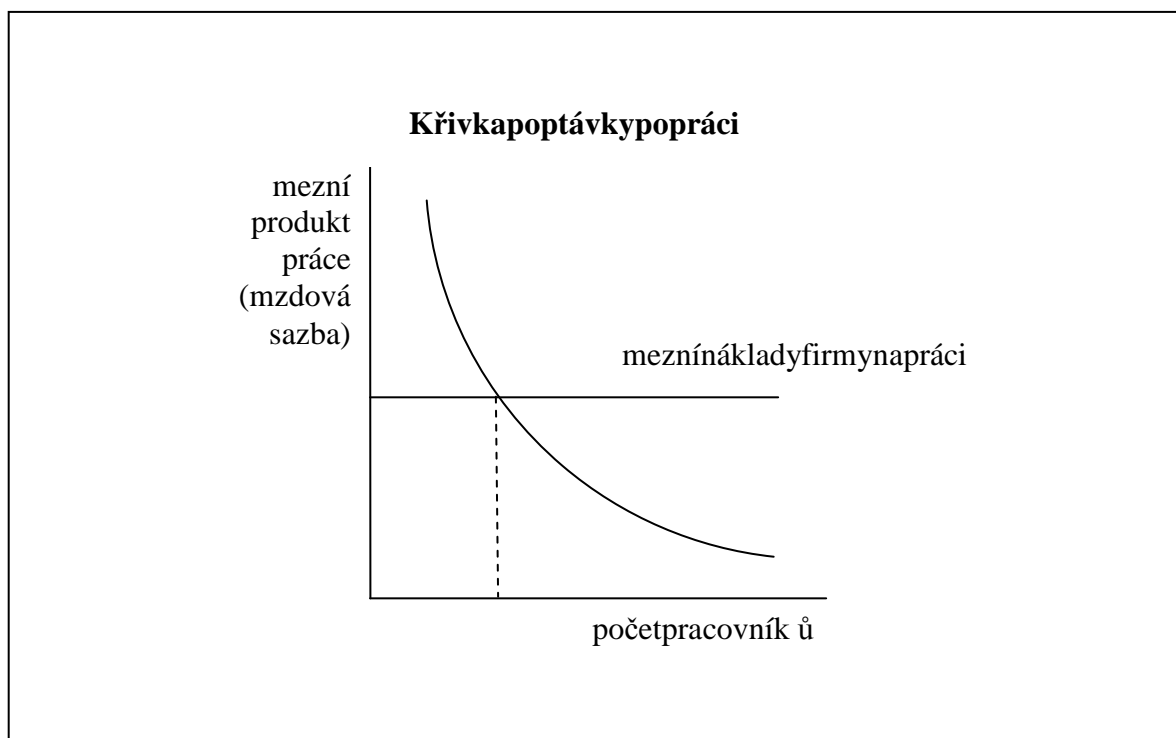 Křivkapoptávkypopráci
mezní
produkt
práce
(mzdová
sazba)
meznínákladyfirmynapráci
početpracovník ů